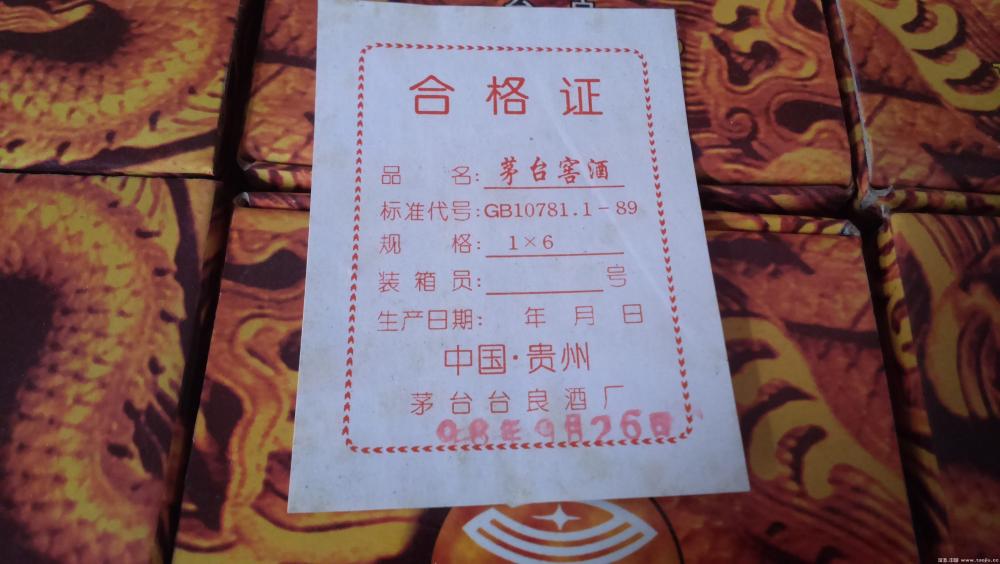 合格证
品 名: 茅台窖酒
标准代号:GB10781.1-89
规 格: 1×6
装箱员: 号
生产日期: 年 月 日
中国·贵州
茅台台良酒厂
98年9月26日